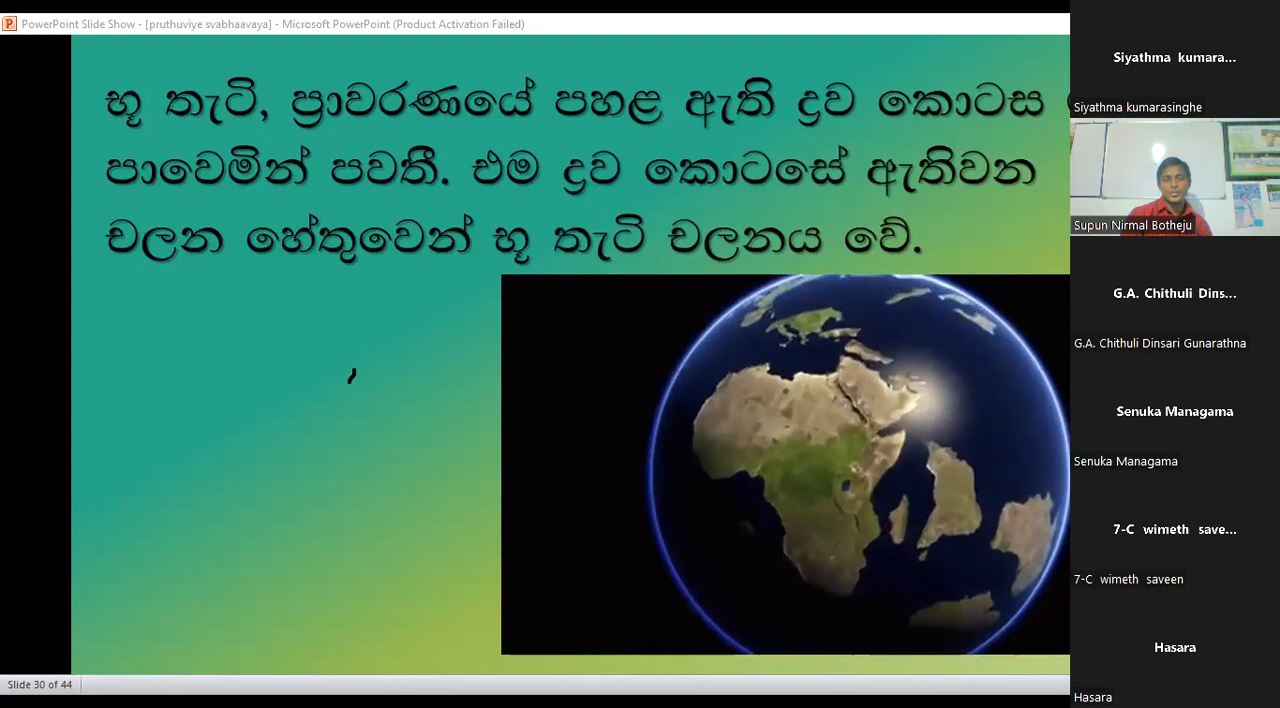 PowerPoint Slide Show - [pruthuviye svabhaavaya] - Microsoft PowerPoint (Product Activation Failed)
භූ තැටි, ප්‍රාවරණයේ පහළ ඇති ද්‍රව කොටස
පාවෙමින් පවතී. එම ද්‍රව කොටසේ ඇතිවන
චලන හේතුවෙන් භූ තැටි චලනය වේ.
Slide 30 of 44
Siyathma kumara...
Siyathma kumarasinghe
Supun Nirmal Botheju
G.A. Chithuli Dins...
G.A. Chithuli Dinsari Gunarathna
Senuka Managama
Senuka Managama
7-C wimeth save...
7-C wimeth saveen
Hasara
Hasara